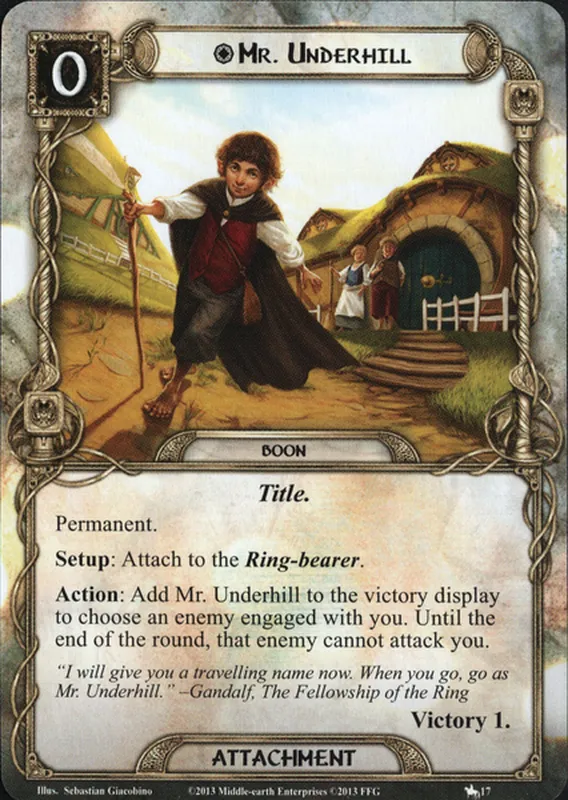 0
Mr. Underhill
BOON
Title.
Permanent.
Setup: Attach to the Ring-bearer.
Action: Add Mr. Underhill to the victory display
to choose an enemy engaged with you. Until the
end of the round, that enemy cannot attack you.
“I will give you a travelling name now. When you go, go as
Mr. Underhill.” –Gandalf, The Fellowship of the Ring
Victory 1.
ATTACHMENT
Illus. Sebastian Giacobino ©2013 Middle-earth Enterprises ©2013 FFG 17